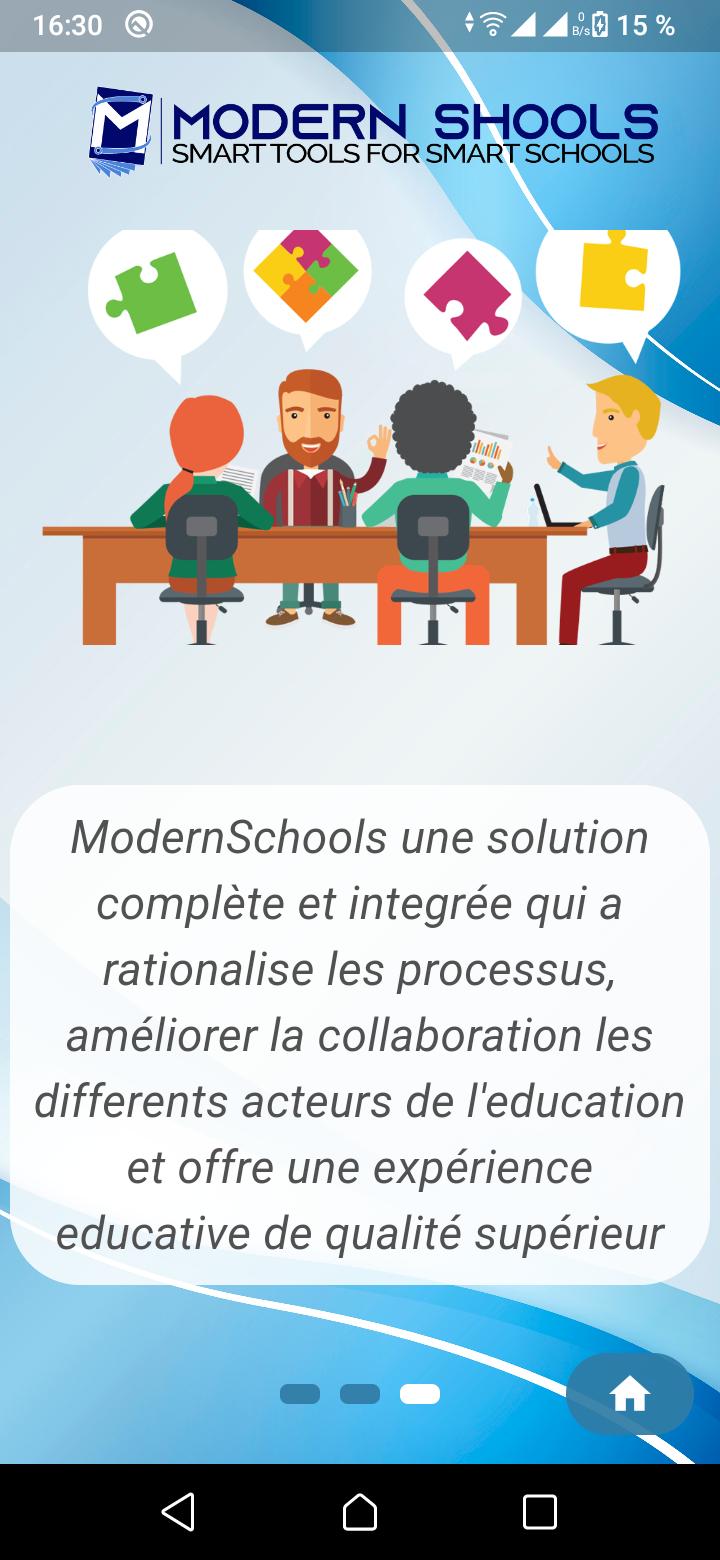 16:30
0
B/s
15 %
MODERN SHOOLS
SMART TOOLS FOR SMART SCHOOLS
ModernSchools une solution
complète et integrée qui a
rationalise les processus,
améliorer la collaboration les
differents acteurs de l'education
et offre une expérience
educative de qualité supérieur